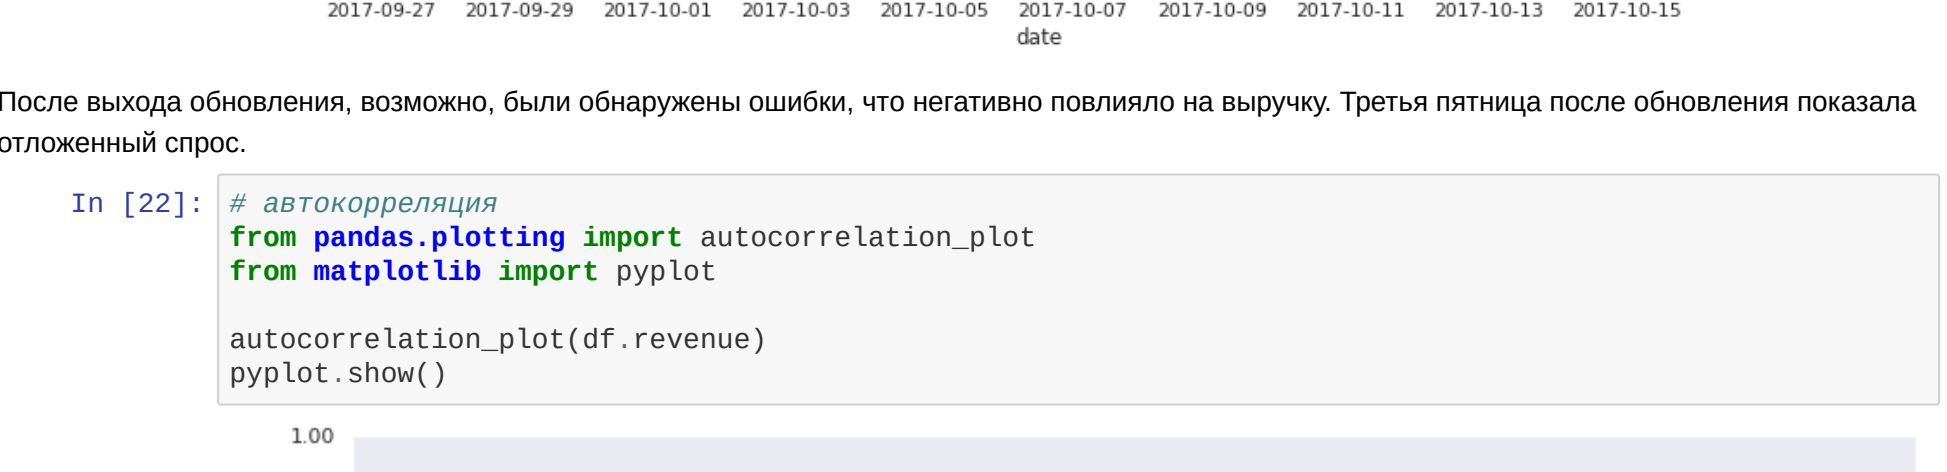 2017-09-27 2017-09-29 2017-10-01 2017-10-03 2017-10-05 2017-10-07 2017-10-09 2017-10-11 2017-10-13 2017-10-15
date
После выхода обновления, возможно, были обнаружены ошибки, что негативно повлияло на выручку. Третья пятница после обновления показала
отложенный спрос.
In [22]: # автокорреляция
from pandas.plotting import autocorrelation_plot
from matplotlib import pyplot
autocorrelation_plot(df.revenue)
pyplot.show()
1.00